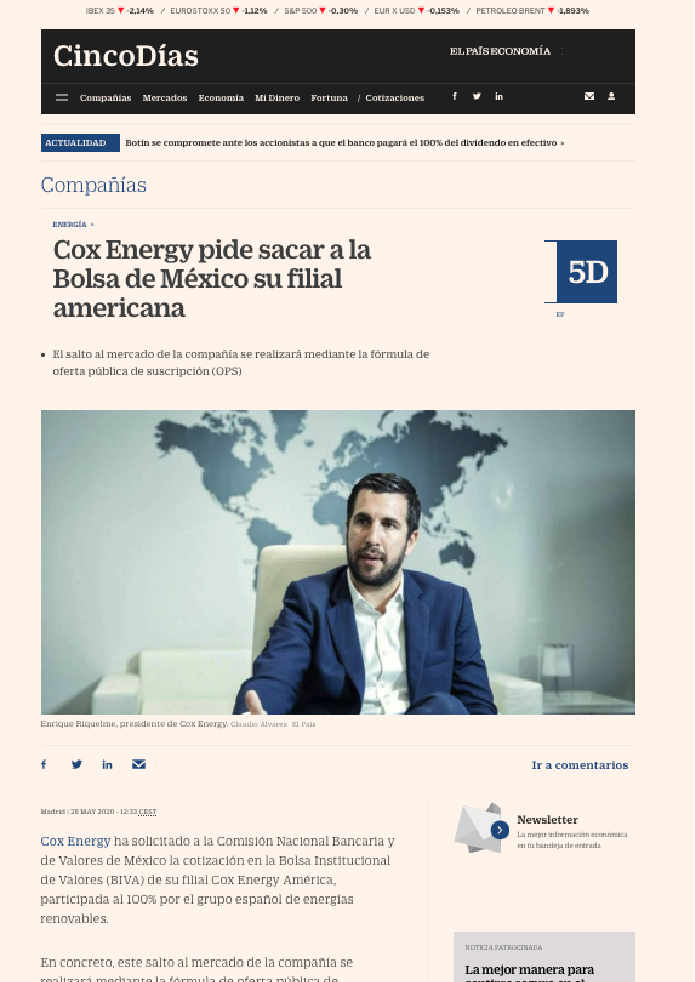 IBEX 35 ▼ -2,14% / EUROSTOXX 50 ▼ -1,12% / S&P 500 ▼ -0,30% / EUR X USD ▼ -0,153% / PETROLEO BRENT ▼ -1,893%
CincoDías
EL PAÍS ECONOMÍA
Compañías Mercados Economía Mi Dinero Fortuna / Cotizaciones
ACTUALIDAD Botín se compromete ante los accionistas a que el banco pagará el 100% del dividendo en efectivo »
Compañías
ENERGÍA »
Cox Energy pide sacar a la
Bolsa de México su filial
americana
5D
EP
• El salto al mercado de la compañía se realizará mediante la fórmula de
oferta pública de suscripción (OPS)
Enrique Riquelme, presidente de Cox Energy. Claudio Álvarez El País
Ir a comentarios
Madrid | 28 MAY 2020 - 12:33 CEST
Cox Energy ha solicitado a la Comisión Nacional Bancaria y
de Valores de México la cotización en la Bolsa Institucional
de Valores (BIVA) de su filial Cox Energy América,
participada al 100% por el grupo español de energías
renovables.
En concreto, este salto al mercado de la compañía se
realizará mediante la fórmula de oferta pública de
Newsletter
La mejor información económica
en tu bandeja de entrada
NOTICIA PATROCINADA
La mejor manera para